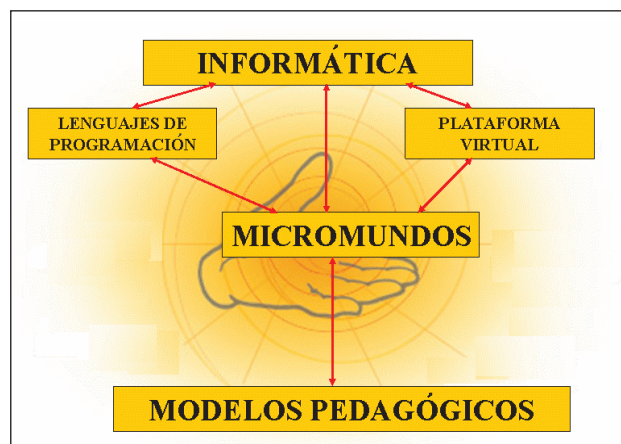 INFORMÁTICA
LENGUAJES DE
PROGRAMACIÓN
PLATAFORMA
VIRTUAL
MICROMUNDOS
MODELOS PEDAGÓGICOS